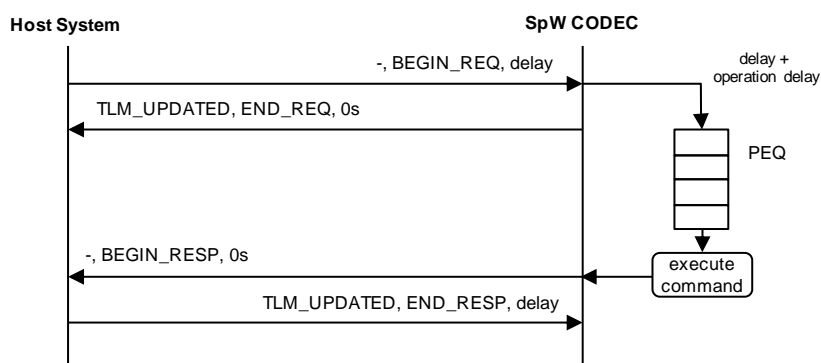 Host System
SpW CODEC
-, BEGIN_REQ, delay
delay +
operation delay
TLM_UPDATED, END_REQ, 0s
PEQ
-, BEGIN_RESP, 0s
execute
command
TLM_UPDATED, END_RESP, delay